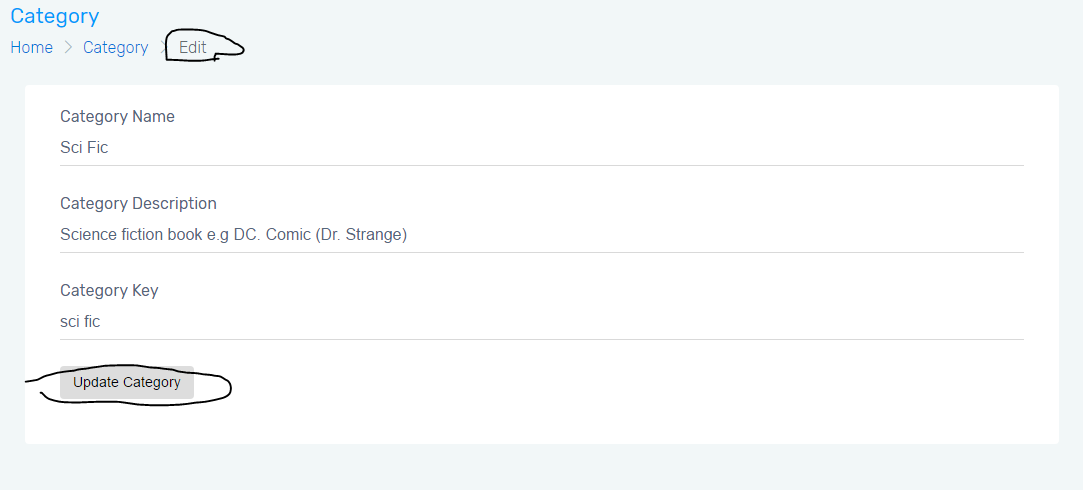 Category
Home > Category > Edit
Category Name
Sci Fic
Category Description
Science fiction book e.g DC. Comic (Dr. Strange)
Category Key
sci fic
Update Category